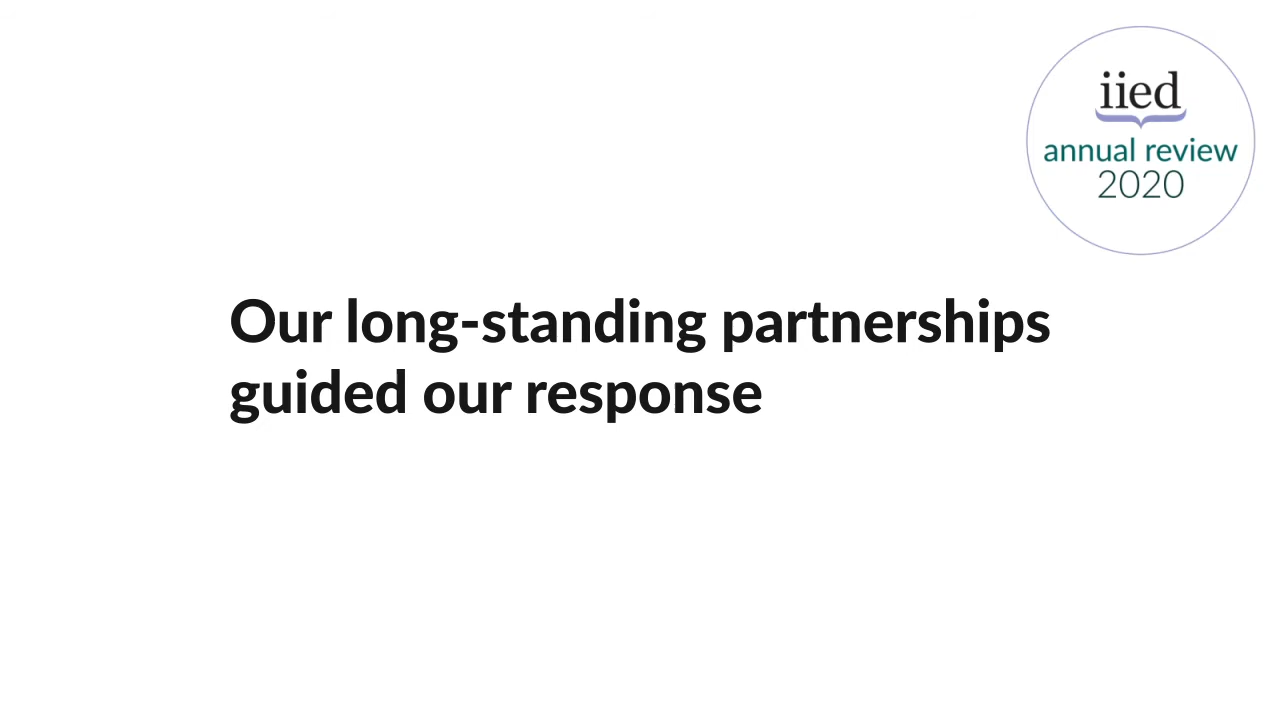 iied
annual review
2020
Our long-standing partnerships
guided our response